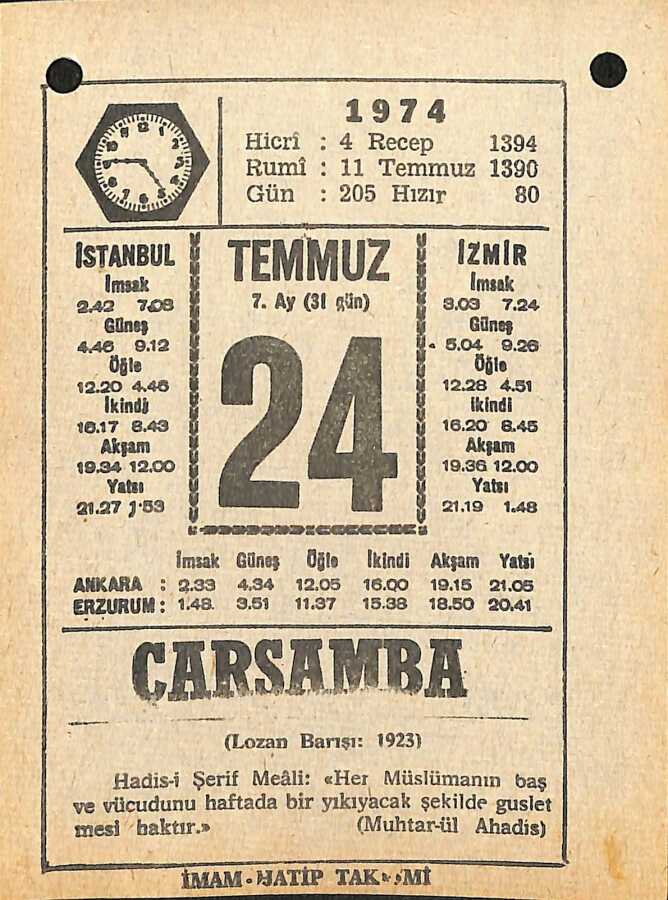 1974
Hicrî : 4 Recep 1394
Rumî : 11 Temmuz 1390
Gün : 205 Hızır 80
İSTANBUL
İmsak
2.42 7.08
Güneş
4.46 9.12
Öğle
12.20 4.46
İkindi
16.17 8.43
Akşam
19.34 12.00
Yatsı
21.27 1.53
TEMMUZ
7. Ay (31 gün)
24
İZMİR
İmsak
3.03 7.24
Güneş
5.04 9.26
Öğle
12.28 4.51
İkindi
16.20 8.45
Akşam
19.36 12.00
Yatsı
21.19 1.48
İmsak Güneş Öğle İkindi Akşam Yatsı
ANKARA : 2.33 4.34 12.05 16.00 19.15 21.05
ERZURUM : 1.48 3.51 11.37 15.38 18.50 20.41
ÇARŞAMBA
(Lozan Barışı: 1923)
Hadis-i Şerif Meâli: «Her Müslümanın baş
ve vücudunu haftada bir yıkıyacak şekilde guslet
mesi haktır.» (Muhtar-ül Ahadis)
İMAM-HATİP TAKVİMİ